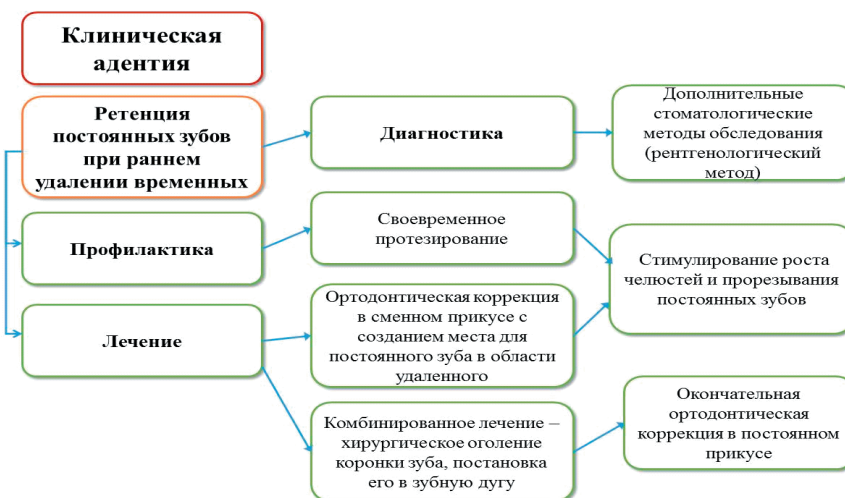 Клиническая
адентия
Ретенция
постоянных зубов
при раннем
удалении временных
Диагностика
Дополнительные
стоматологические
методы обследования
(рентгенологический
метод)
Профилактика
Своевременное
протезирование
Стимулирование роста
челюстей и прорезывания
постоянных зубов
Лечение
Ортодонтическая коррекция
в сменном прикусе с
созданием места для
постоянного зуба в области
удаленного
Комбинированное лечение –
хирургическое оголение
коронки зуба, постановка
его в зубную дугу
Окончательная
ортодонтическая
коррекция в постоянном
прикусе